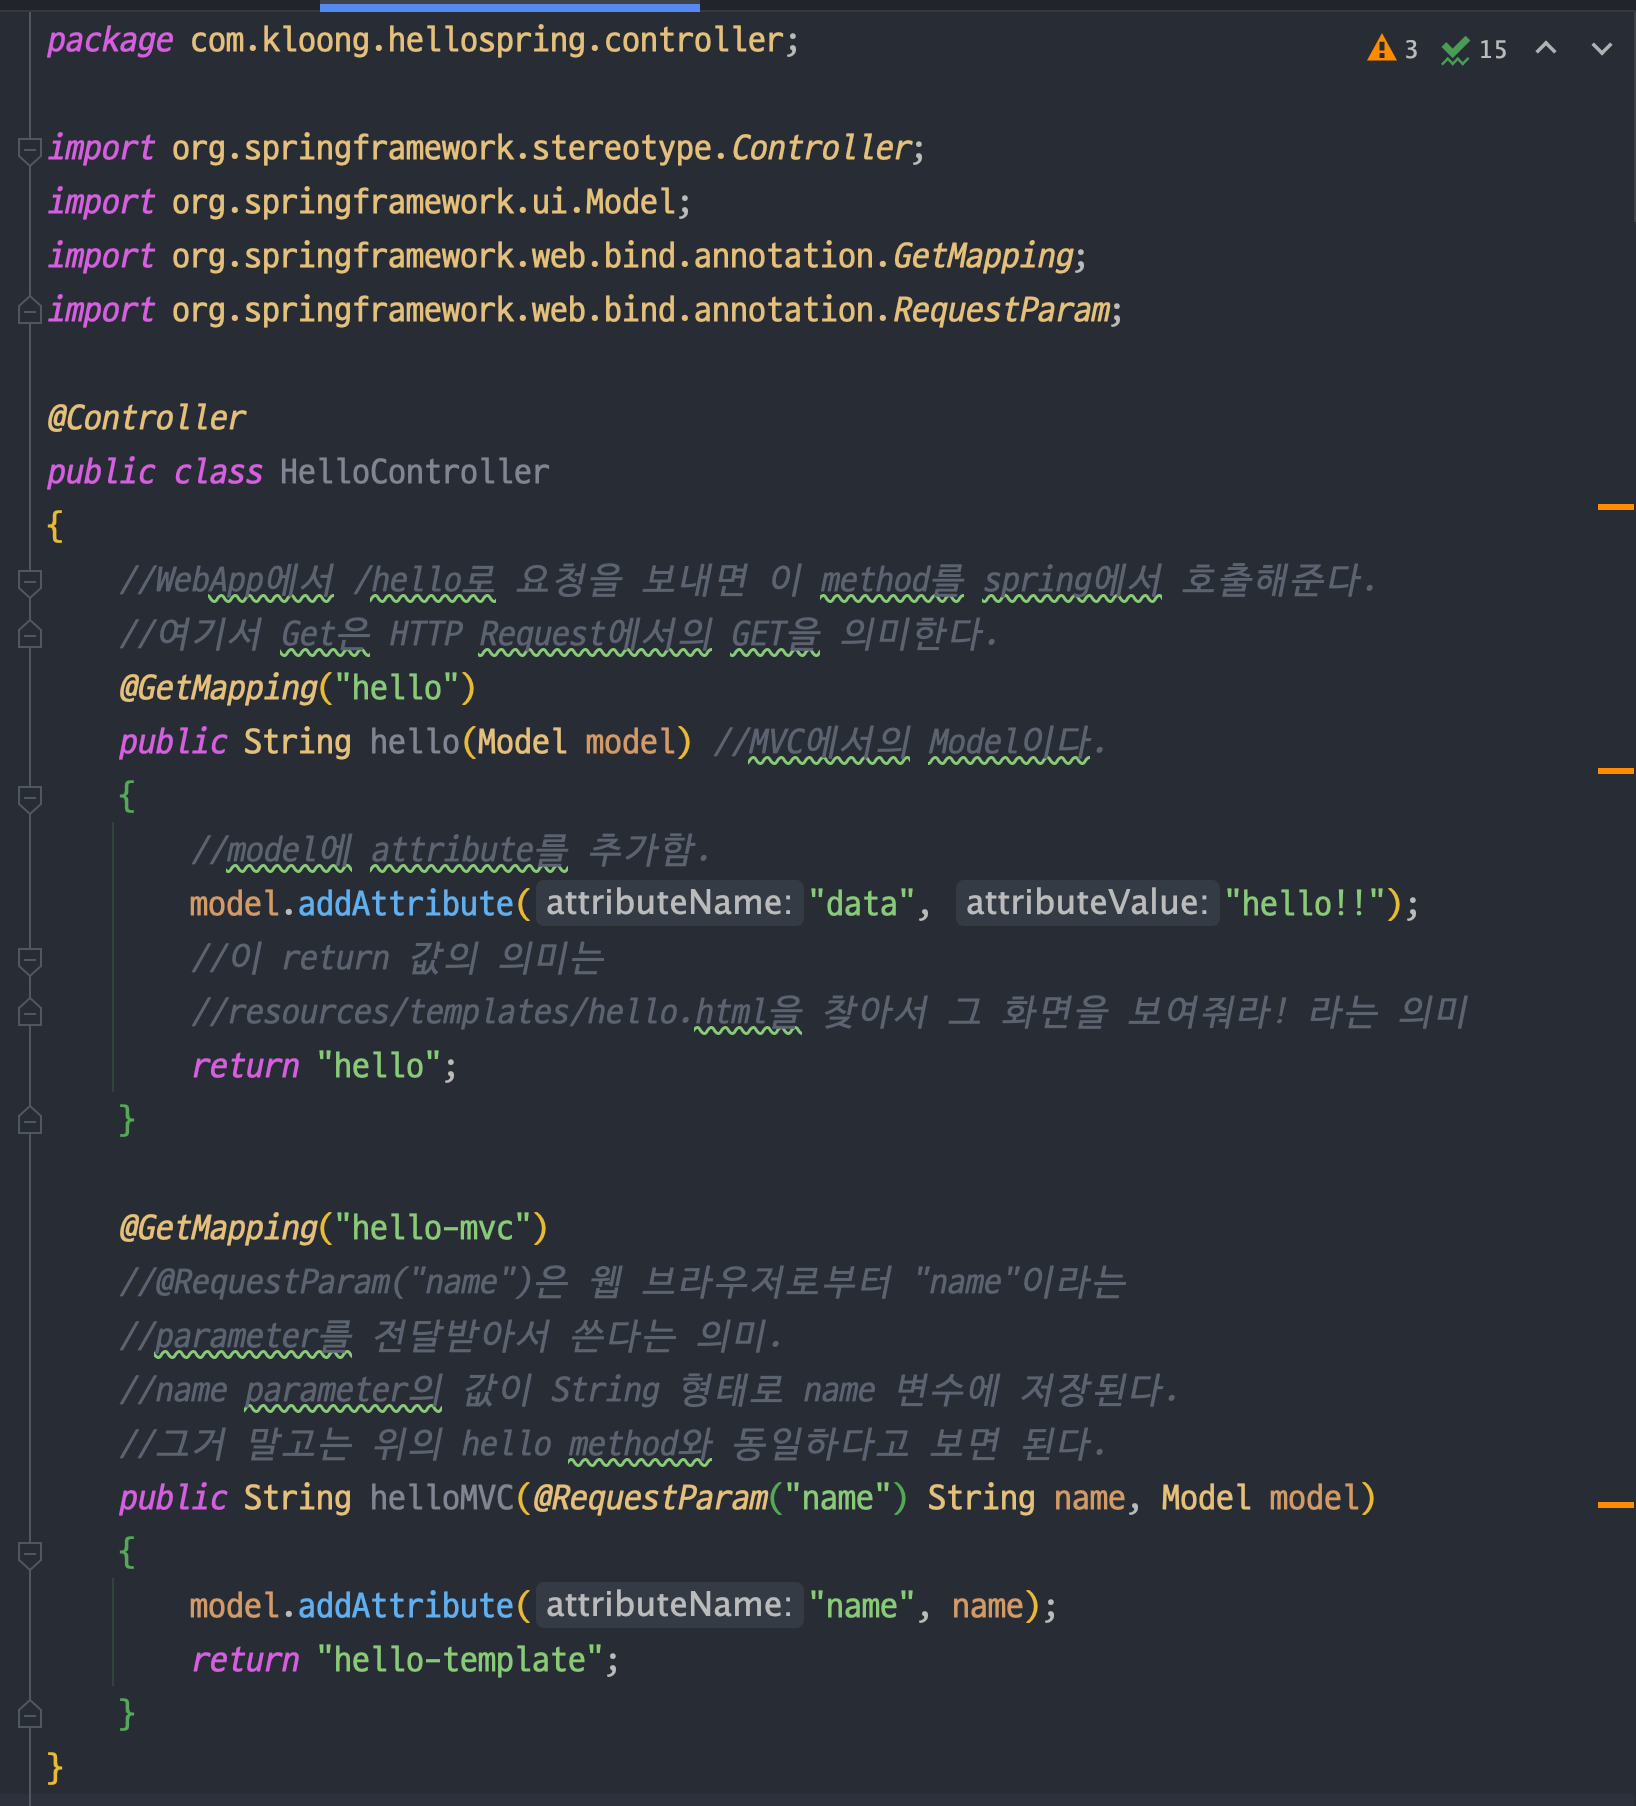 package com.kloong.hellospring.controller;
3 15
import org.springframework.stereotype.Controller;
import org.springframework.ui.Model;
import org.springframework.web.bind.annotation.GetMapping;
import org.springframework.web.bind.annotation.RequestParam;
@Controller
public class HelloController
{
//WebApp에서 /hello로 요청을 보내면 이 method를 spring에서 호출해준다.
//여기서 Get은 HTTP Request에서의 GET을 의미한다.
@GetMapping("hello")
public String hello(Model model) //MVC에서의 Model이다.
{
//model에 attribute를 추가함.
model.addAttribute( attributeName: "data", attributeValue: "hello!!");
//이 return 값의 의미는
//resources/templates/hello.html을 찾아서 그 화면을 보여줘라! 라는 의미
return "hello";
}
@GetMapping("hello-mvc")
//@RequestParam("name")은 웹 브라우저로부터 "name"이라는
//parameter를 전달받아서 쓴다는 의미.
//name parameter의 값이 String 형태로 name 변수에 저장된다.
//그거 말고는 위의 hello method와 동일하다고 보면 된다.
public String helloMVC(@RequestParam("name") String name, Model model)
{
model.addAttribute( attributeName: "name", name);
return "hello-template";
}
}